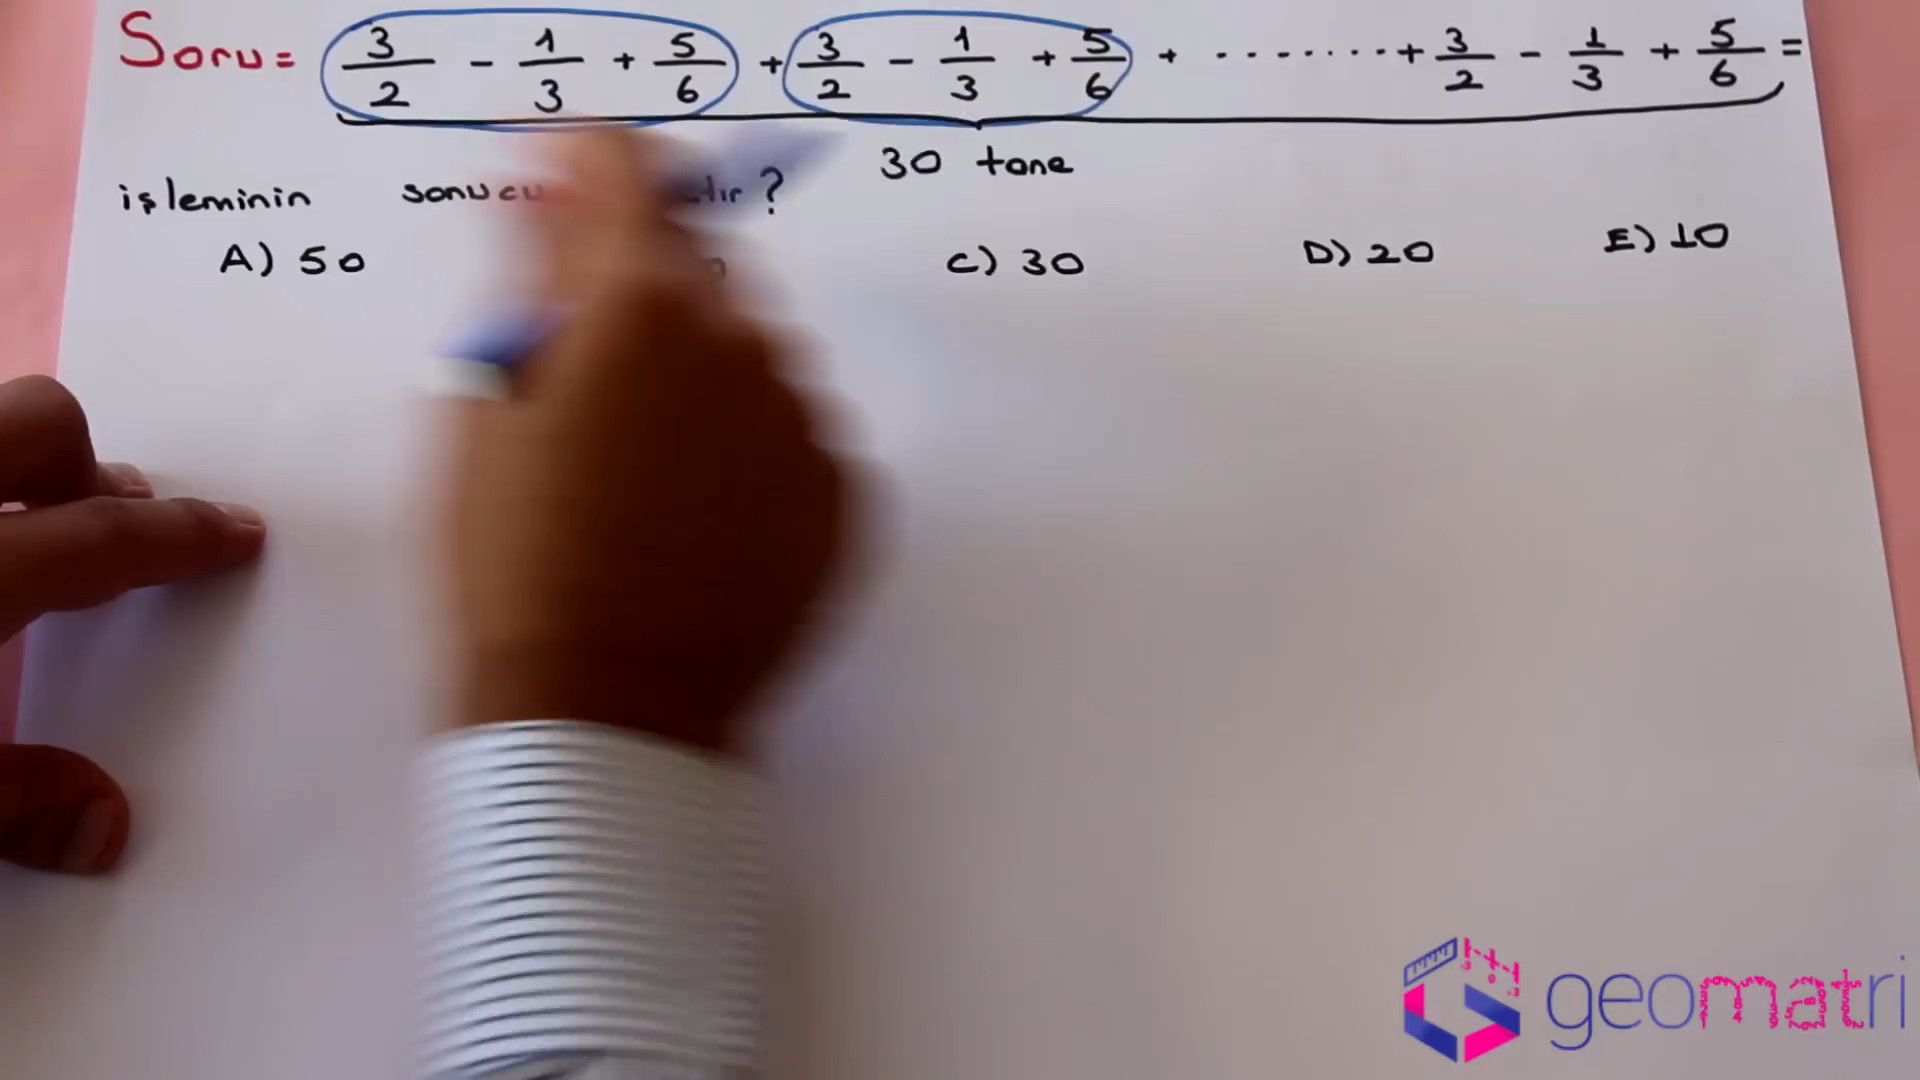 Soru= 3/2 - 1/3 + 5/6 + 3/2 - 1/3 + 5/6 + ........ + 3/2 - 1/3 + 5/6 =
30 tane
işleminin sonucu ?
A) 50 C) 30 D) 20 E) 10
geomatri